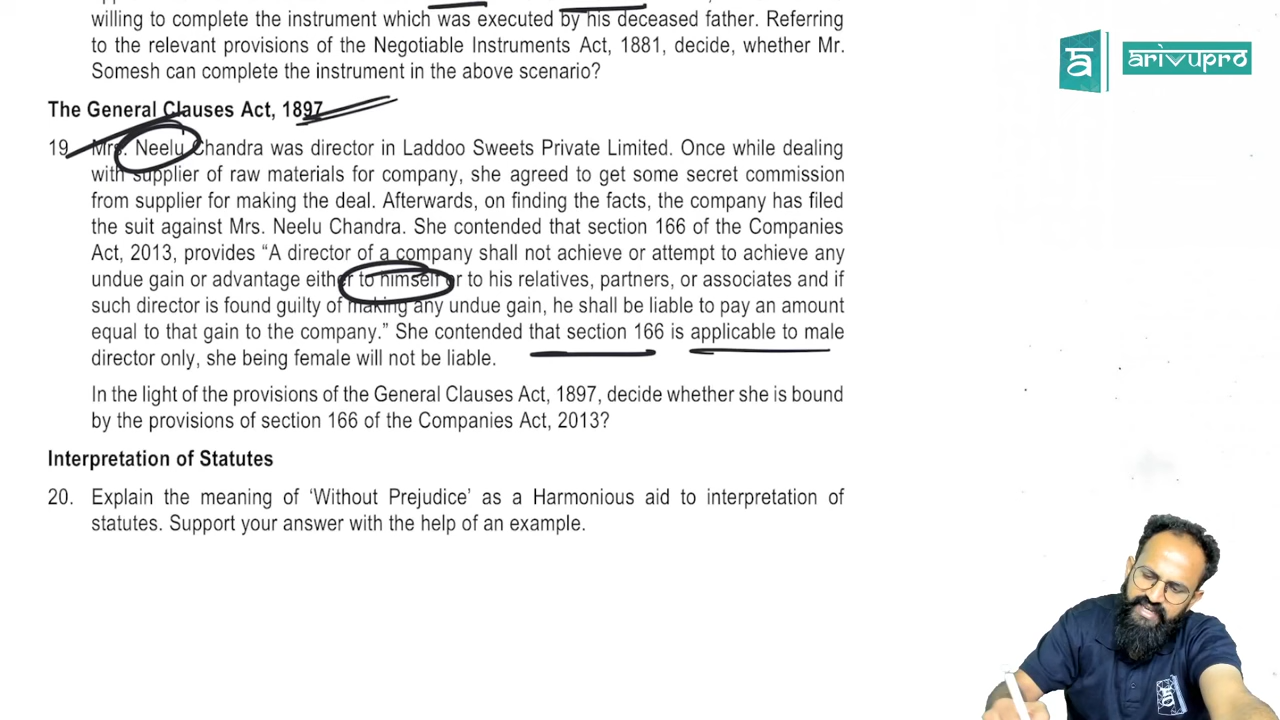 willing to complete the instrument which was executed by his deceased father. Referring
to the relevant provisions of the Negotiable Instruments Act, 1881, decide, whether Mr.
Somesh can complete the instrument in the above scenario?
arivupro
The General Clauses Act, 1897
19. Mrs. Neelu Chandra was director in Laddoo Sweets Private Limited. Once while dealing
with supplier of raw materials for company, she agreed to get some secret commission
from supplier for making the deal. Afterwards, on finding the facts, the company has filed
the suit against Mrs. Neelu Chandra. She contended that section 166 of the Companies
Act, 2013, provides “A director of a company shall not achieve or attempt to achieve any
undue gain or advantage either to himself or to his relatives, partners, or associates and if
such director is found guilty of making any undue gain, he shall be liable to pay an amount
equal to that gain to the company.” She contended that section 166 is applicable to male
director only, she being female will not be liable.
In the light of the provisions of the General Clauses Act, 1897, decide whether she is bound
by the provisions of section 166 of the Companies Act, 2013?
Interpretation of Statutes
20. Explain the meaning of ‘Without Prejudice’ as a Harmonious aid to interpretation of
statutes. Support your answer with the help of an example.